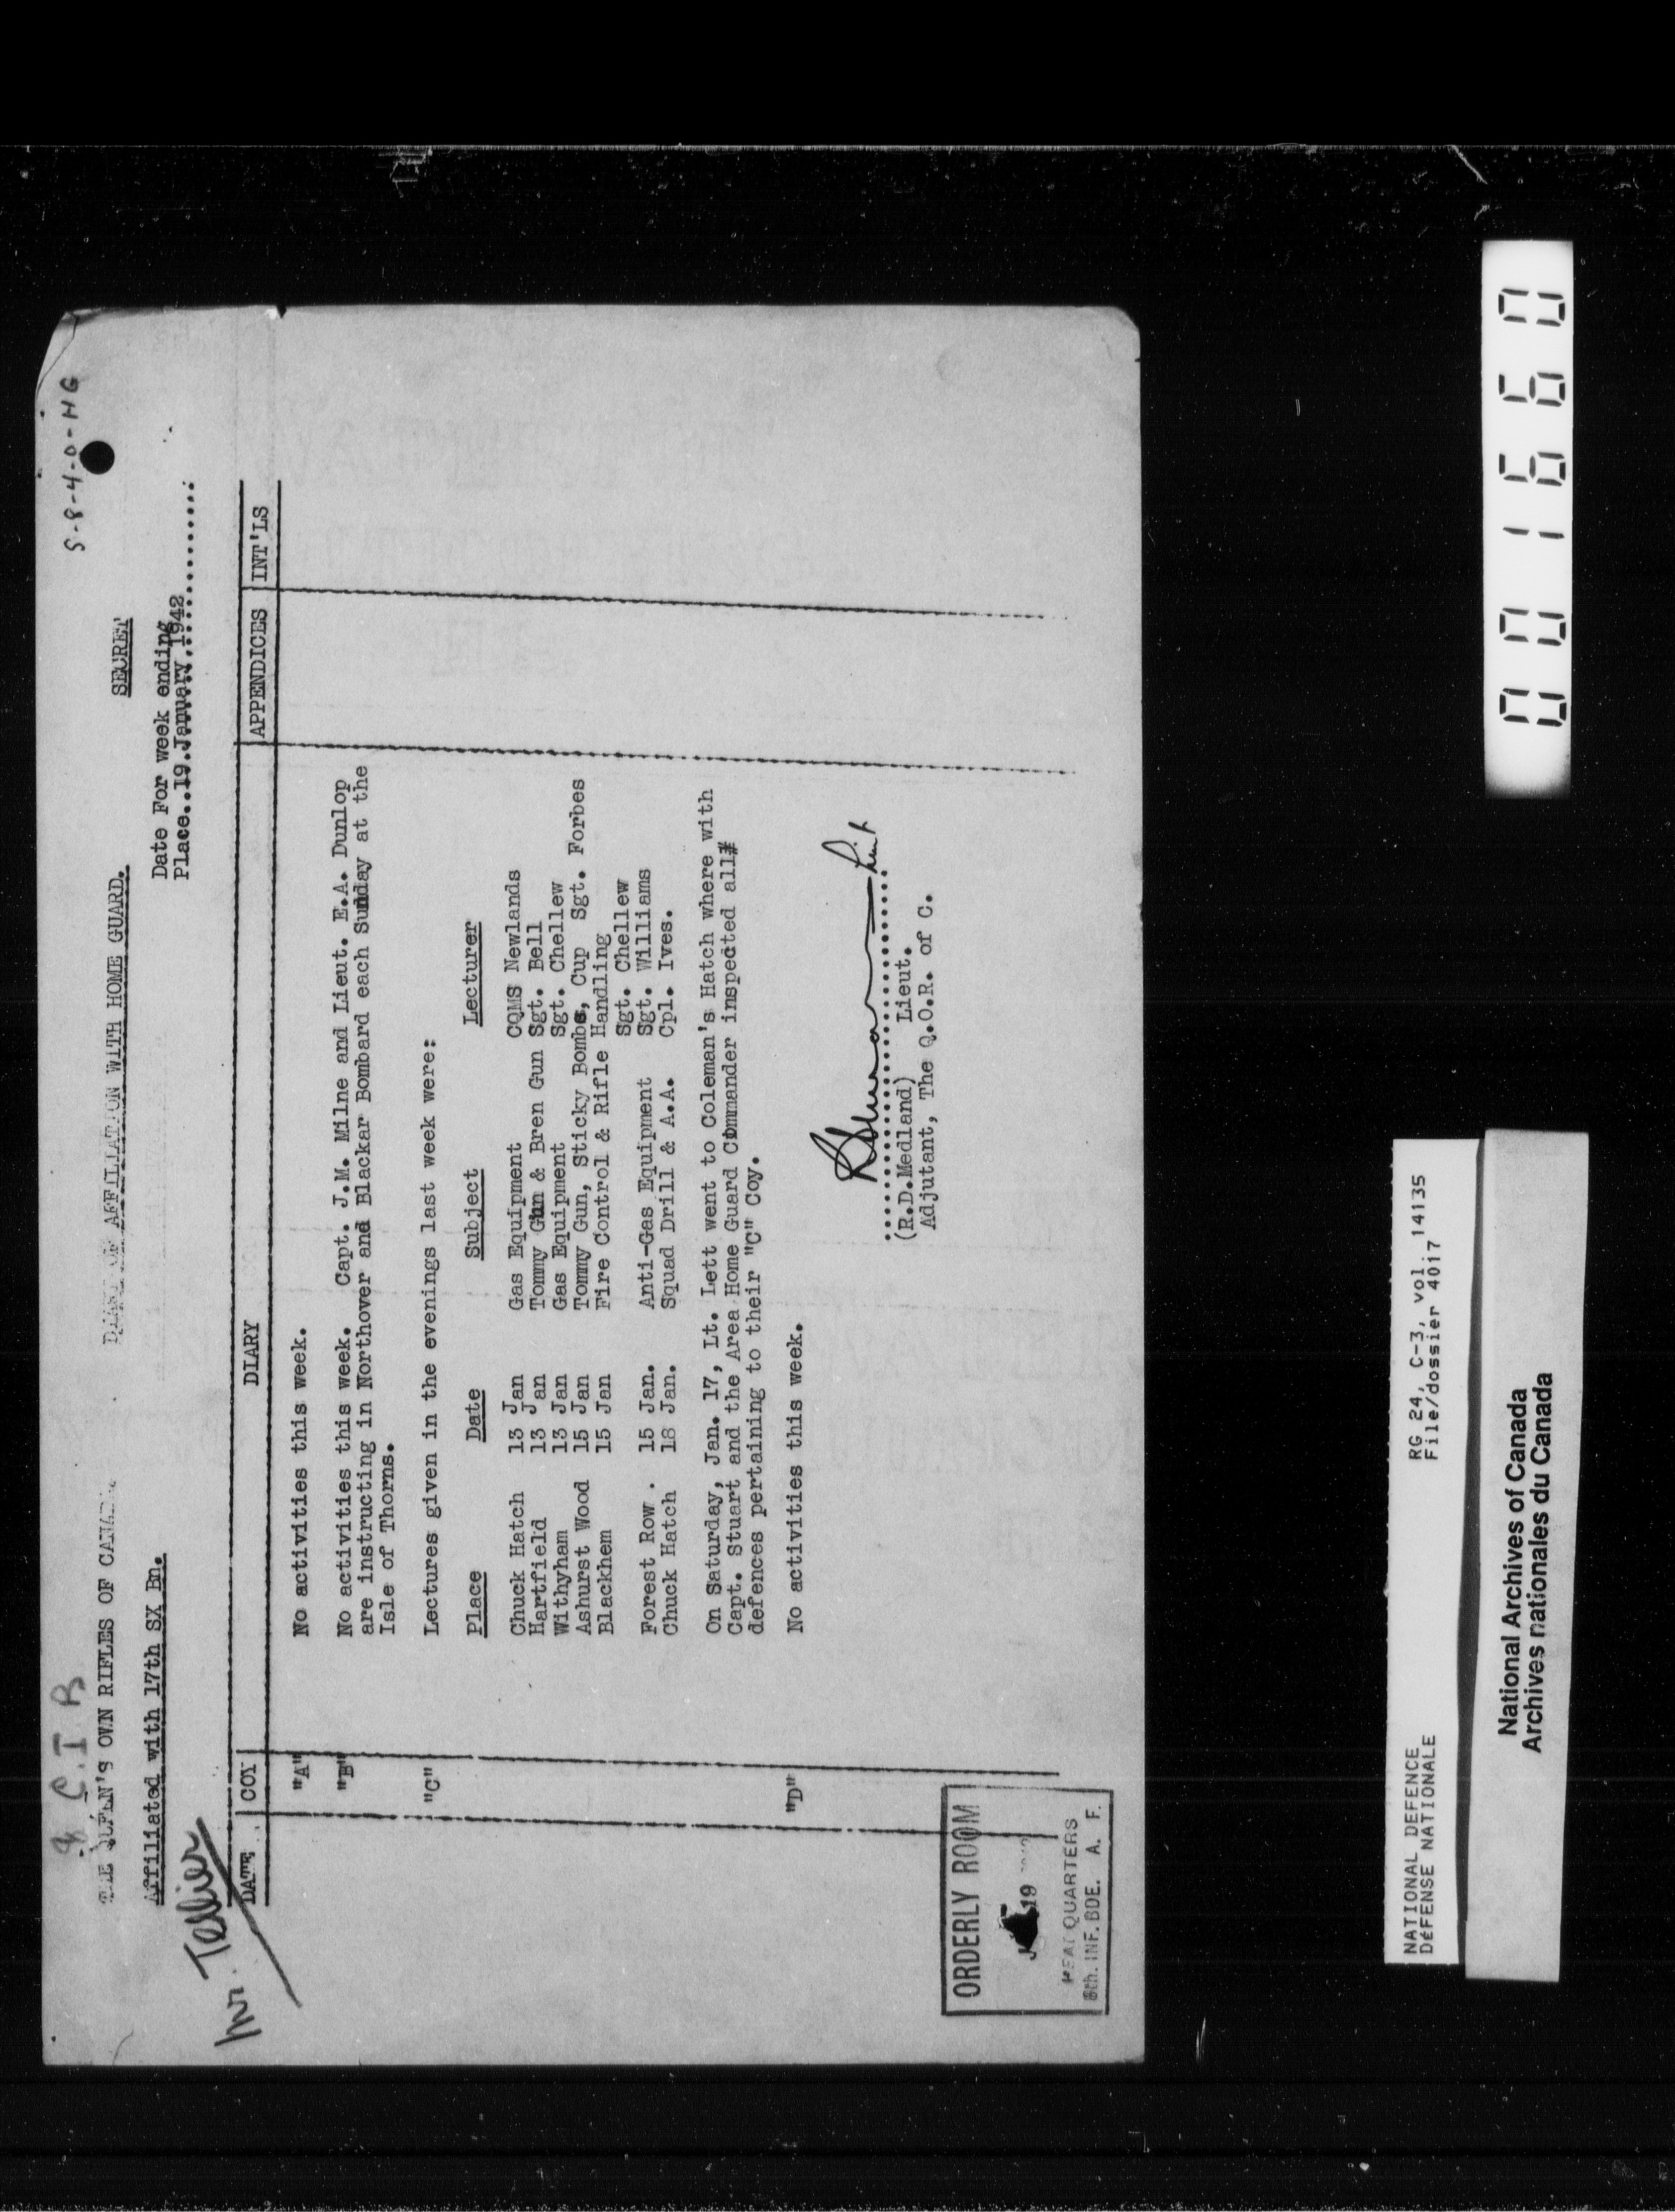 8 C.I.B
S-8-4-0-HG
THE QUEEN'S OWN RIFLES OF CANADA
DIARY OF AFFILIATION WITH HOME GUARD.
SECRET
Affiliated with 17th SX Bn.
Date For week ending
Place..19.January.1942
Mr. Tellier
DATE COY DIARY APPENDICES INT'LS
"A" No activities this week.
"B" No activities this week. Capt. J.M. Milne and Lieut. E.A. Dunlop
are instructing in Northover and Blackar Bombard each Sunday at the
Isle of Thorns.
"C" Lectures given in the evenings last week were:
Place Date Subject Lecturer
Chuck Hatch 13 Jan Gas Equipment CQMS Newlands
Hartfield 13 Jan Tommy Gun & Bren Gun Sgt. Bell
Withyham 13 Jan Gas Equipment Sgt. Chellew
Ashurst Wood 15 Jan Tommy Gun, Sticky Bombs, Cup Sgt. Forbes
Blackhem 15 Jan Fire Control & Rifle Handling
Sgt. Chellew
Forest Row . 15 Jan. Anti-Gas Equipment Sgt. Williams
Chuck Hatch 18 Jan. Squad Drill & A.A. Cpl. Ives.
On Saturday, Jan. 17, Lt. Lett went to Coleman's Hatch where with
Capt. Stuart and the Area Home Guard Commander inspected all
defences pertaining to their "C" Coy.
"D" No activities this week.
Lieut
(R.D.Medland) Lieut.
Adjutant, The Q.O.R. of C.
ORDERLY ROOM
19
HEAD QUARTERS
8th. INF. BDE. A. F.
NATIONAL DEFENCE RG 24, C-3, vol. 14135
DÉFENSE NATIONALE File/dossier 4017
National Archives of Canada
Archives nationales du Canada
001660